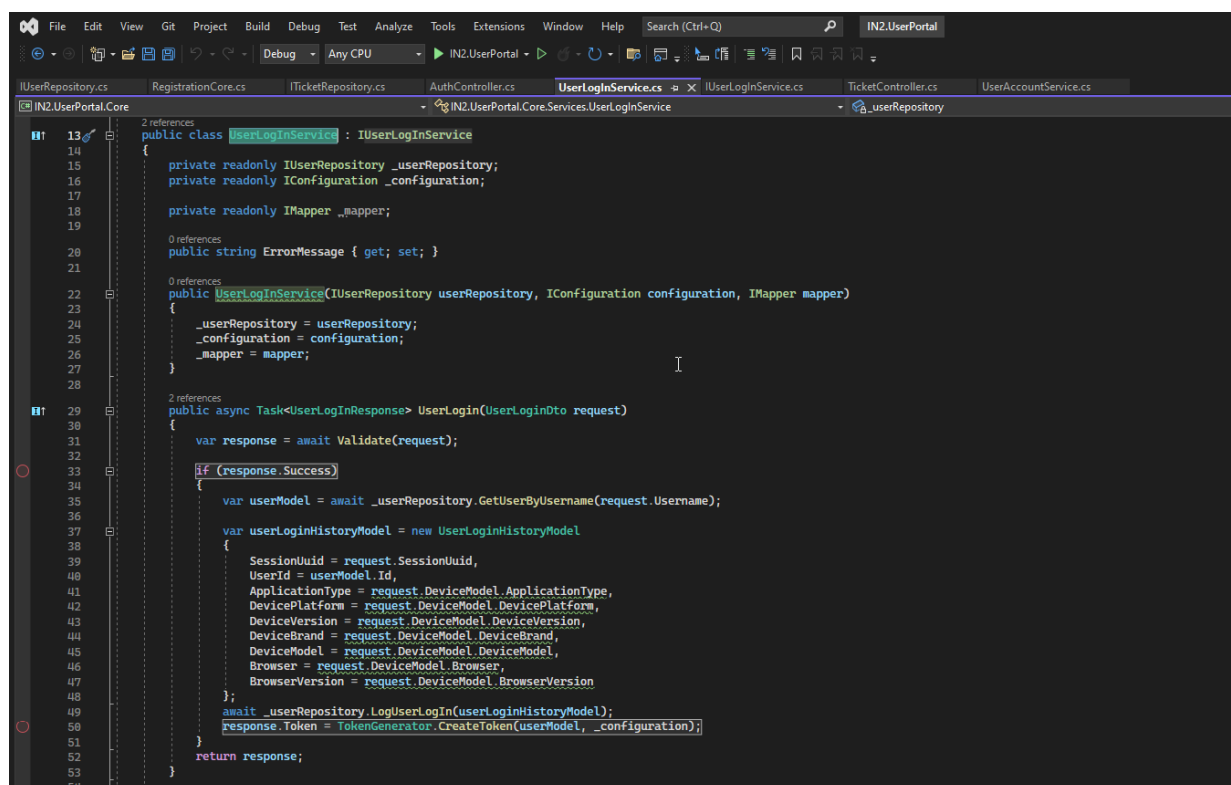 File Edit View Git Project Build Debug Test Analyze Tools Extensions Window Help Search (Ctrl+Q) IN2.UserPortal
Debug Any CPU IN2.UserPortal
IUserRepository.cs RegistrationCore.cs ITicketRepository.cs AuthController.cs UserLogInService.cs IUserLogInService.cs TicketController.cs UserAccountService.cs
C# IN2.UserPortal.Core IN2.UserPortal.Core.Services.UserLogInService _userRepository
2 references
13 public class UserLogInService : IUserLogInService
14 {
15 private readonly IUserRepository _userRepository;
16 private readonly IConfiguration _configuration;
17
18 private readonly IMapper _mapper;
19
0 references
20 public string ErrorMessage { get; set; }
21
0 references
22 public UserLogInService(IUserRepository userRepository, IConfiguration configuration, IMapper mapper)
23 {
24 _userRepository = userRepository;
25 _configuration = configuration;
26 _mapper = mapper;
27 }
28
2 references
29 public async Task<UserLogInResponse> UserLogin(UserLoginDto request)
30 {
31 var response = await Validate(request);
32
33 if (response.Success)
34 {
35 var userModel = await _userRepository.GetUserByUsername(request.Username);
36
37 var userLoginHistoryModel = new UserLoginHistoryModel
38 {
39 SessionUuid = request.SessionUuid,
40 UserId = userModel.Id,
41 ApplicationType = request.DeviceModel.ApplicationType,
42 DevicePlatform = request.DeviceModel.DevicePlatform,
43 DeviceVersion = request.DeviceModel.DeviceVersion,
44 DeviceBrand = request.DeviceModel.DeviceBrand,
45 DeviceModel = request.DeviceModel.DeviceModel,
46 Browser = request.DeviceModel.Browser,
47 BrowserVersion = request.DeviceModel.BrowserVersion
48 };
49 await _userRepository.LogUserLogIn(userLoginHistoryModel);
50 response.Token = TokenGenerator.CreateToken(userModel, _configuration);
51 }
52 return response;
53 }